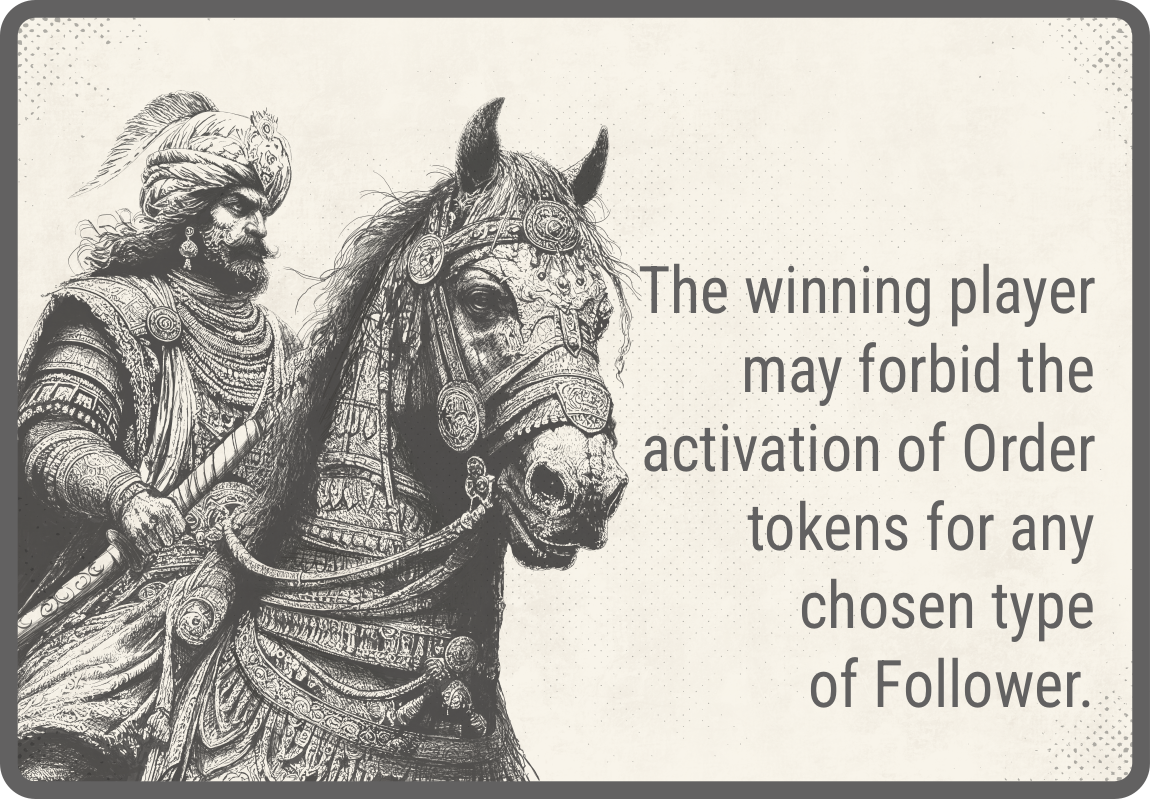 The winning player
may forbid the
activation of Order
tokens for any
chosen type
of Follower.